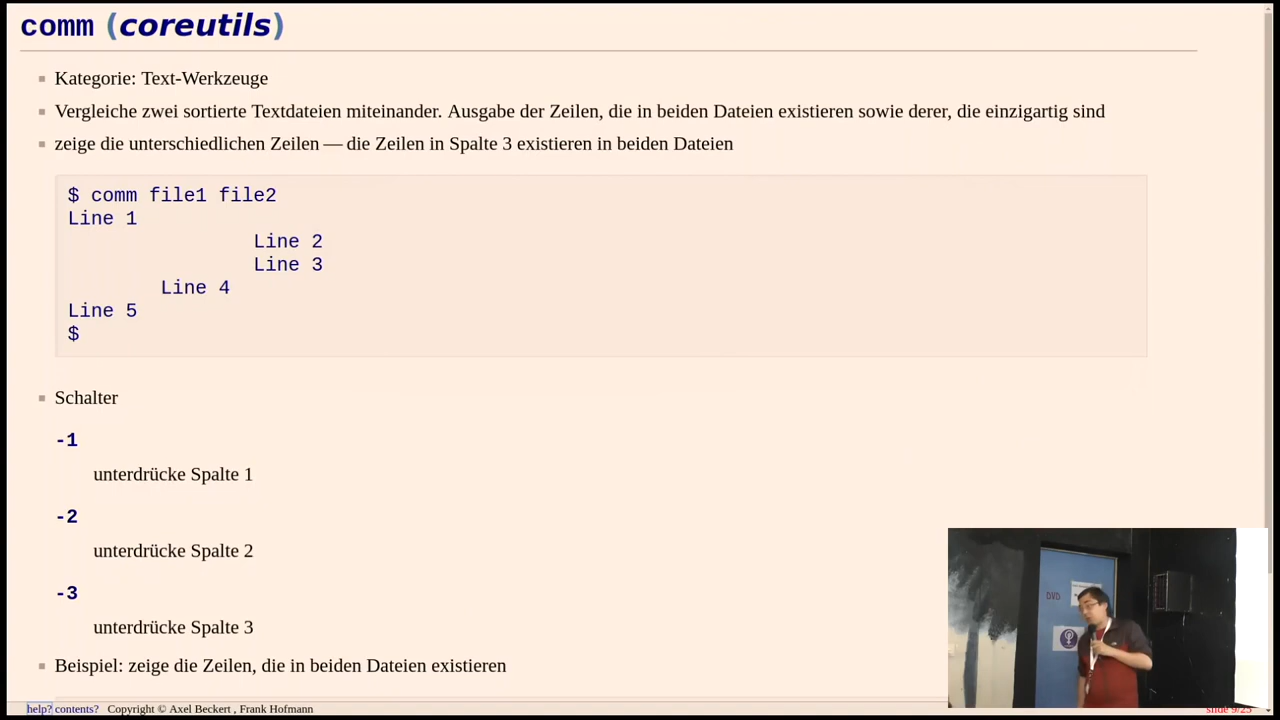 comm (coreutils)
Kategorie: Text-Werkzeuge
Vergleiche zwei sortierte Textdateien miteinander. Ausgabe der Zeilen, die in beiden Dateien existieren sowie derer, die einzigartig sind
zeige die unterschiedlichen Zeilen — die Zeilen in Spalte 3 existieren in beiden Dateien
$ comm file1 file2
Line 1
Line 2
Line 3
Line 4
Line 5
$
Schalter
-1
unterdrücke Spalte 1
-2
unterdrücke Spalte 2
-3
unterdrücke Spalte 3
DVD
Beispiel: zeige die Zeilen, die in beiden Dateien existieren
help? contents? Copyright © Axel Beckert , Frank Hofmann
slide 9/25